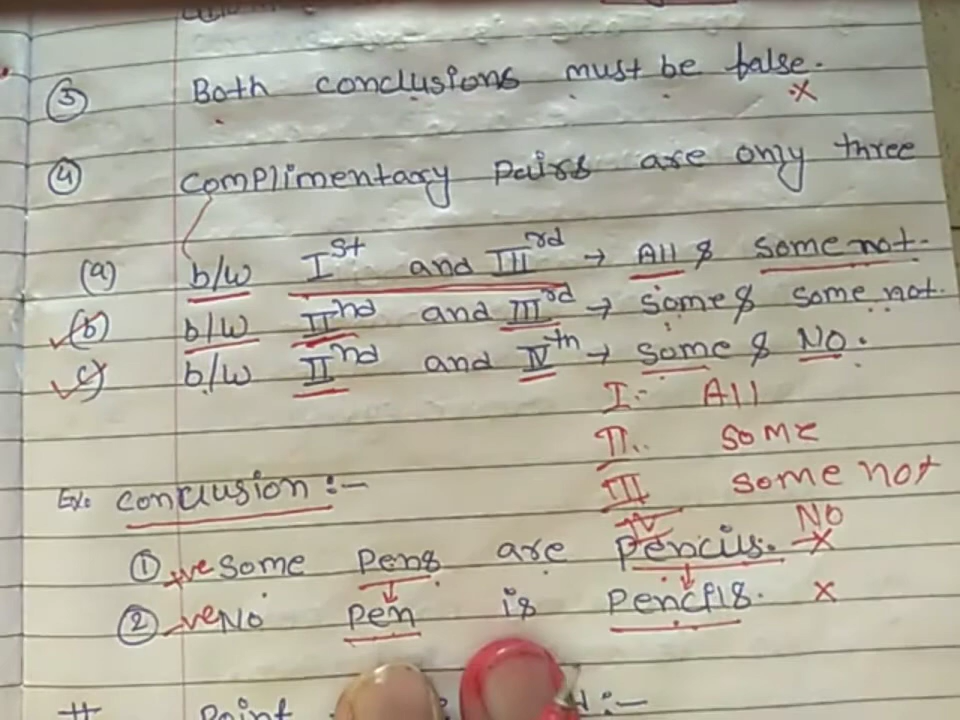 ③ Both conclusions must be false. x
④ Complimentary Pairs are only three
(a) b/w Ist and IIIrd → All & some not.
(b) b/w IInd and IIIrd → some & some not.
(c) b/w IInd and IVth → some & NO.
I:- All
II.. some
III some not
IV NO
Ex. conclusion :-
① +ve Some Pens are Pencils. x
② -ve No Pen is Pencils. x
# Point :-